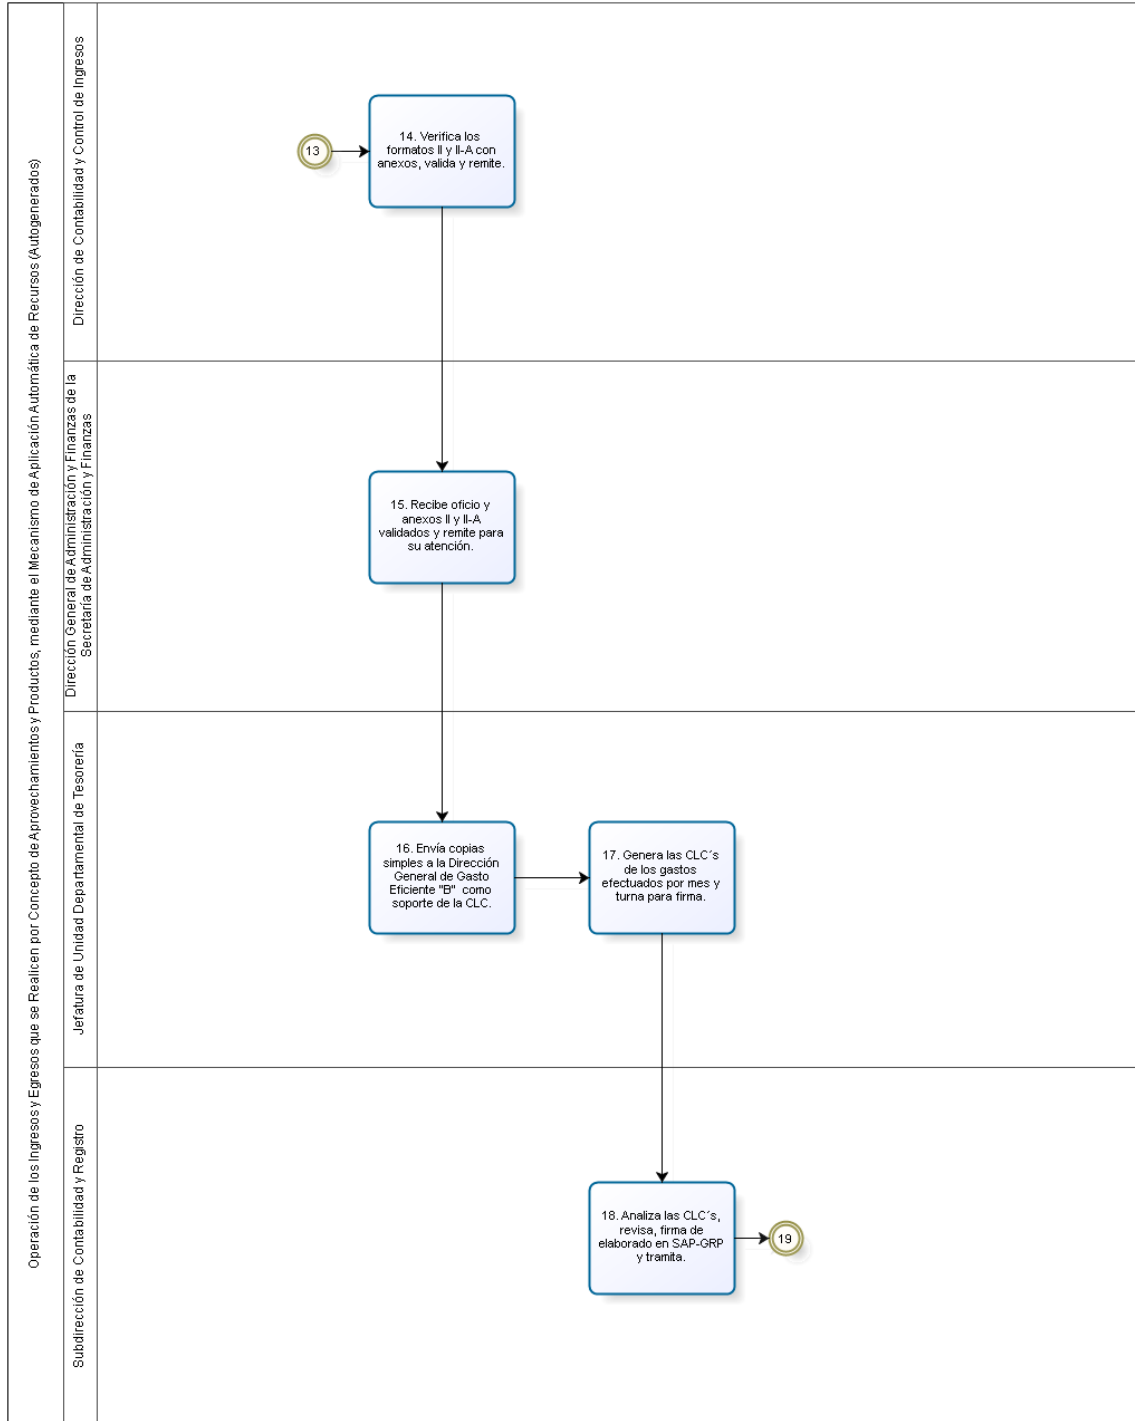 Operación de los Ingresos y Egresos que se Realicen por Concepto de Aprovechamientos y Productos, mediante el Mecanismo de Aplicación Automática de Recursos (Autogenerados)
Dirección de Contabilidad y Control de Ingresos
13
14. Verifica los
formatos II y II-A con
anexos, valida y remite.
Dirección General de Administración y Finanzas de la
Secretaría de Administración y Finanzas
15. Recibe oficio y
anexos II y II-A
validados y remite para
su atención.
Jefatura de Unidad Departamental de Tesorería
16. Envía copias
simples a la Dirección
General de Gasto
Eficiente "B" como
soporte de la CLC.
17. Genera las CLC´s
de los gastos
efectuados por mes y
turna para firma.
Subdirección de Contabilidad y Registro
18. Analiza las CLC´s,
revisa, firma de
elaborado en SAP-GRP
y tramita.
19